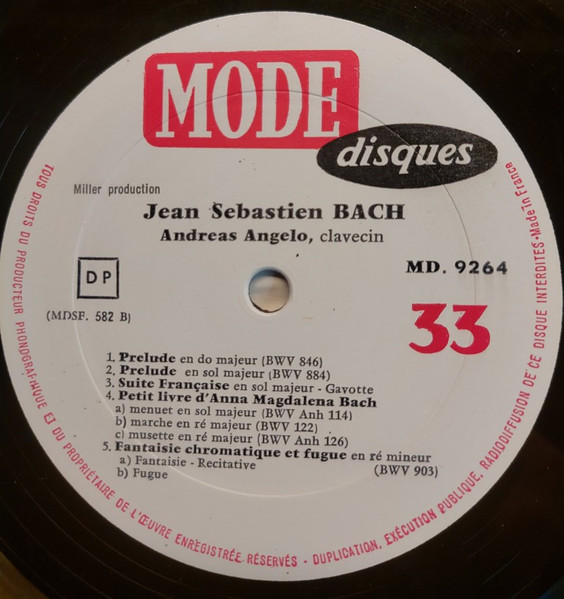 MODE
disques
Miller production
Jean Sebastien BACH
Andreas Angelo, clavecin
DP
MD. 9264
(MDSF. 582 B)
33
1. Prelude en do majeur (BWV 846)
2. Prelude en sol majeur (BWV 884)
3. Suite Française en sol majeur - Gavotte
4. Petit livre d'Anna Magdalena Bach
a) menuet en sol majeur (BWV Anh 114)
b) marche en ré majeur (BWV 122)
c) musette en ré majeur (BWV Anh 126)
5. Fantaisie chromatique et fugue en ré mineur
a) Fantaisie - Recitative (BWV 903)
b) Fugue
TOUS DROITS DU PRODUCTEUR PHONOGRAPHIQUE ET DU PROPRIÉTAIRE DE L'ŒUVRE ENREGISTRÉE RÉSERVÉS - DUPLICATION, EXÉCUTION PUBLIQUE, RADIODIFFUSION DE CE DISQUE INTERDITES - Made in France